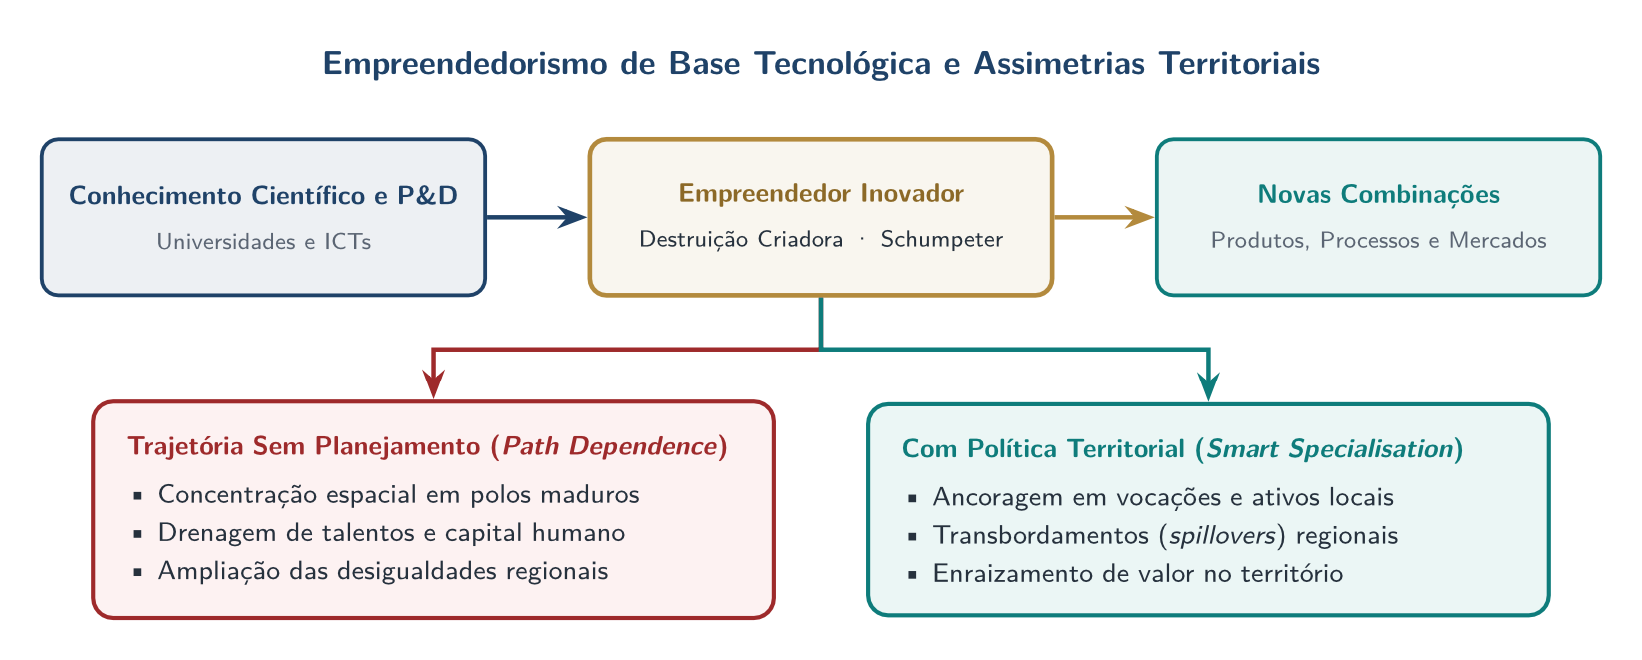 Empreendedorismo de Base Tecnológica e Assimetrias Territoriais
Conhecimento Científico e P&D
Universidades e ICTs
Empreendedor Inovador
Destruição Criadora · Schumpeter
Novas Combinações
Produtos, Processos e Mercados
Trajetória Sem Planejamento (Path Dependence)
▪ Concentração espacial em polos maduros
▪ Drenagem de talentos e capital humano
▪ Ampliação das desigualdades regionais
Com Política Territorial (Smart Specialisation)
▪ Ancoragem em vocações e ativos locais
▪ Transbordamentos (spillovers) regionais
▪ Enraizamento de valor no território